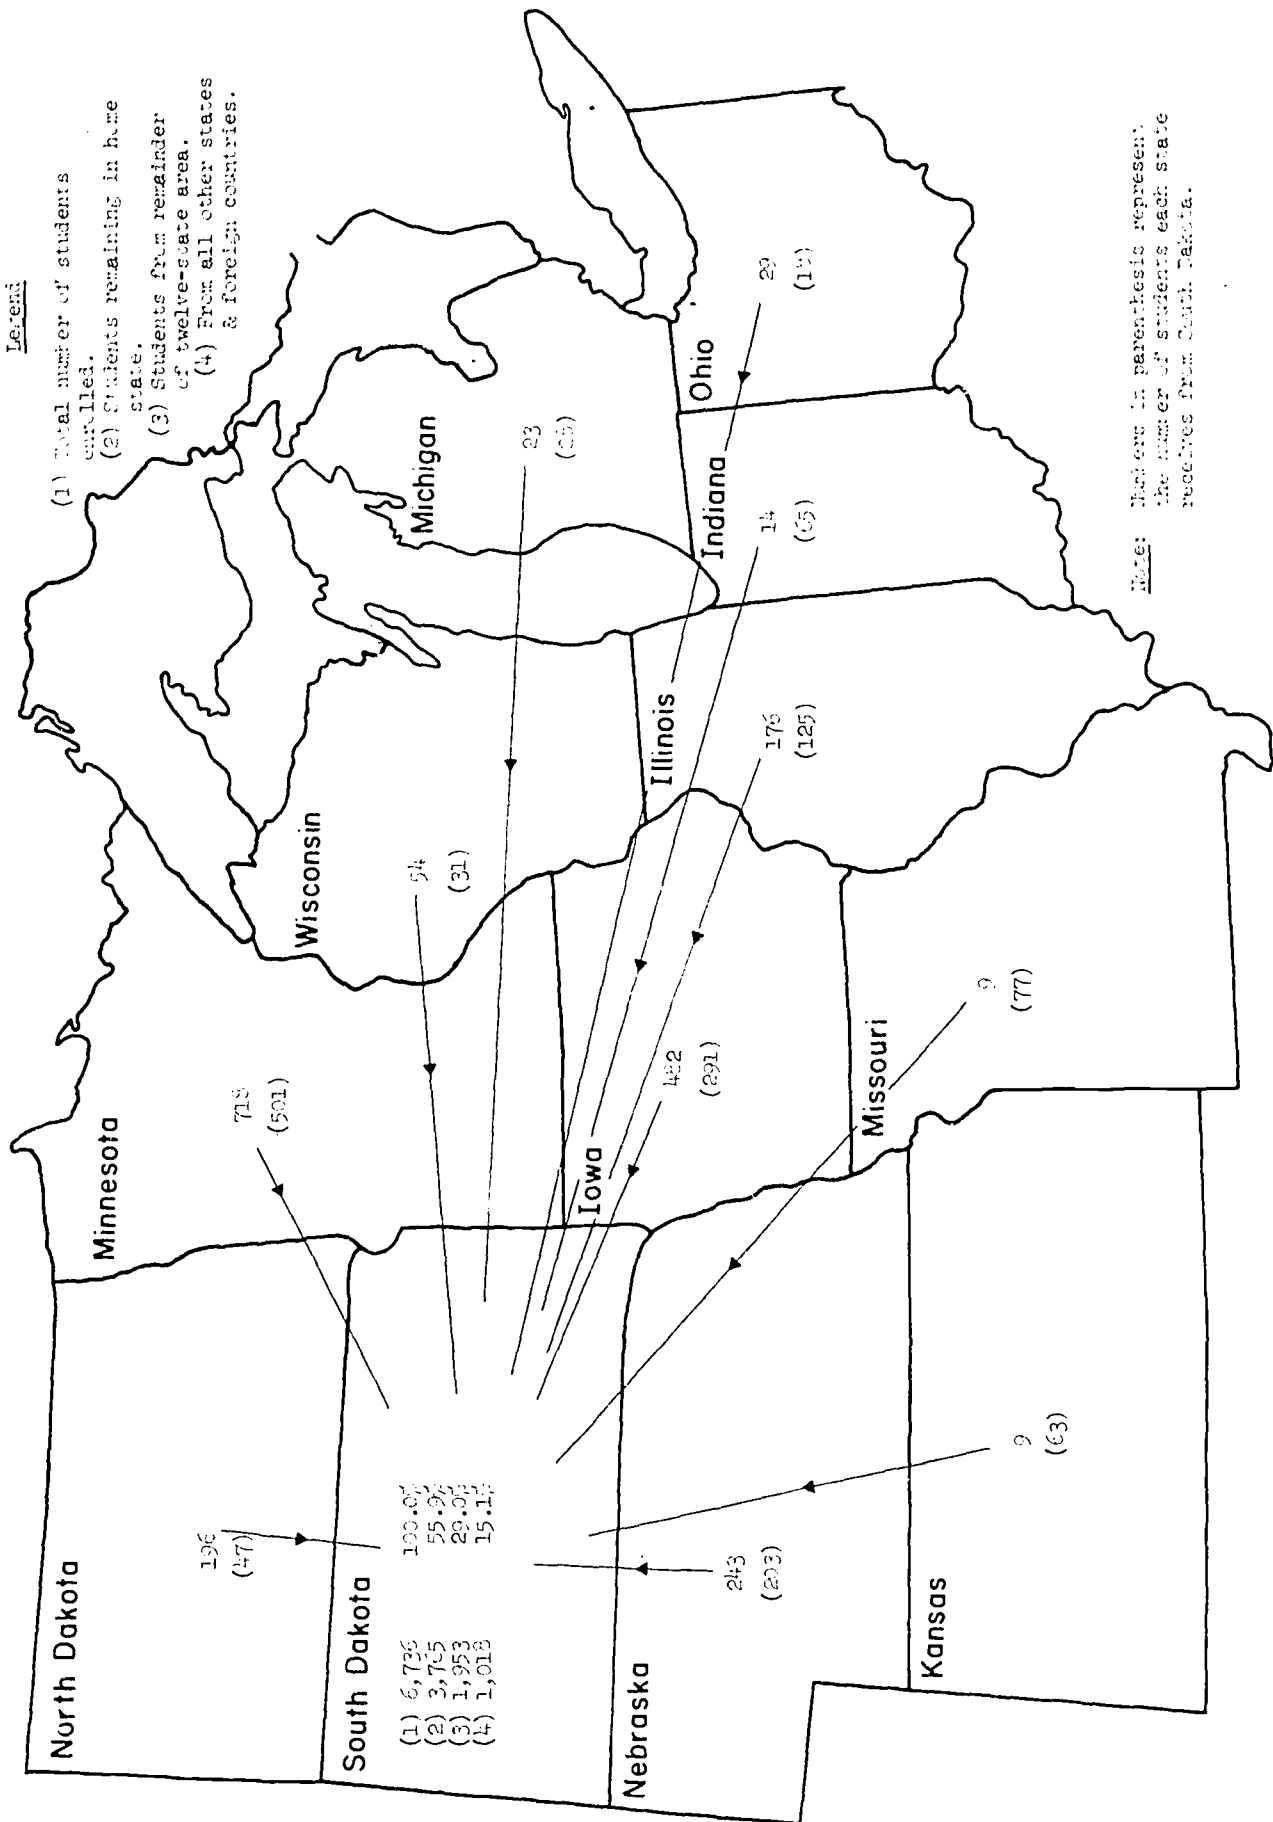 Legend
(1) Total number of students
enrolled.
(2) Students remaining in home
state.
(3) Students from remainder
of twelve-state area.
(4) From all other states
& foreign countries.
North Dakota
196
(47)
Minnesota
718
(501)
South Dakota
(1) 6,736 100.0%
(2) 3,765 55.9%
(3) 1,953 29.0%
(4) 1,018 15.1%
Wisconsin
54
(31)
Michigan
23
Nebraska
243
(203)
Iowa
482
(291)
Illinois
176
(125)
Indiana
14
(65)
Ohio
29
Kansas
9
(63)
Missouri
9
(77)
Note: Numbers in parenthesis represent
the number of students each state
receives from South Dakota.